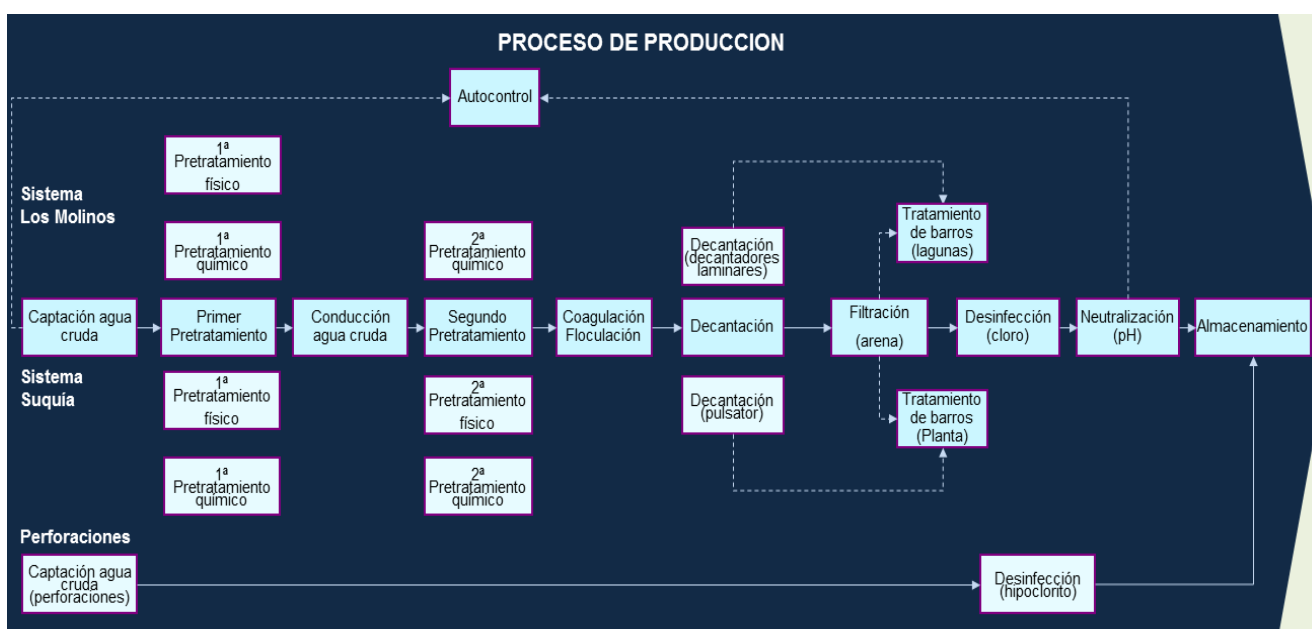 PROCESO DE PRODUCCION
Autocontrol
1ª
Pretratamiento
físico
Sistema
Los Molinos
Tratamiento
de barros
(lagunas)
1ª
Pretratamiento
químico
2ª
Pretratamiento
químico
Decantación
(decantadores
laminares)
Captación agua
cruda
Primer
Pretratamiento
Conducción
agua cruda
Segundo
Pretratamiento
Coagulación
Floculación
Decantación
Filtración
(arena)
Desinfección
(cloro)
Neutralización
(pH)
Almacenamiento
Sistema
Suquía
1ª
Pretratamiento
físico
2ª
Pretratamiento
físico
Decantación
(pulsator)
Tratamiento
de barros
(Planta)
1ª
Pretratamiento
químico
2ª
Pretratamiento
químico
Perforaciones
Captación agua
cruda
(perforaciones)
Desinfección
(hipoclorito)